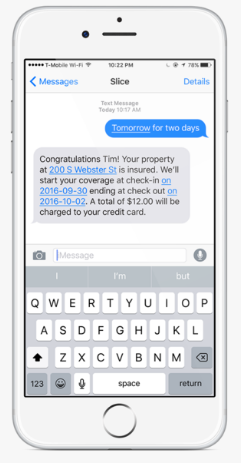 T-Mobile Wi-Fi 10:22 PM 78%
Messages Slice Details
Text Message
Today 10:17 AM
Tomorrow for two days
Congratulations Tim! Your property
at 200 S Webster St is insured. We'll
start your coverage at check-in on
2016-09-30 ending at check out on
2016-10-02. A total of $12.00 will be
charged to your credit card.
iMessage
I I'm but
Q W E R T Y U I O P
A S D F G H J K L
Z X C V B N M
123 space return